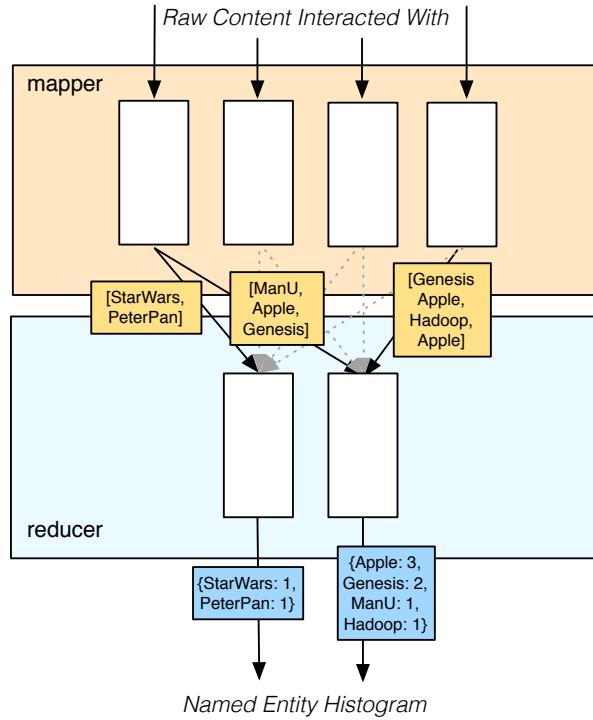 Raw Content Interacted With
mapper
[StarWars,
PeterPan]
[ManU,
Apple,
Genesis]
[Genesis
Apple,
Hadoop,
Apple]
reducer
{StarWars: 1,
PeterPan: 1}
{Apple: 3,
Genesis: 2,
ManU: 1,
Hadoop: 1}
Named Entity Histogram